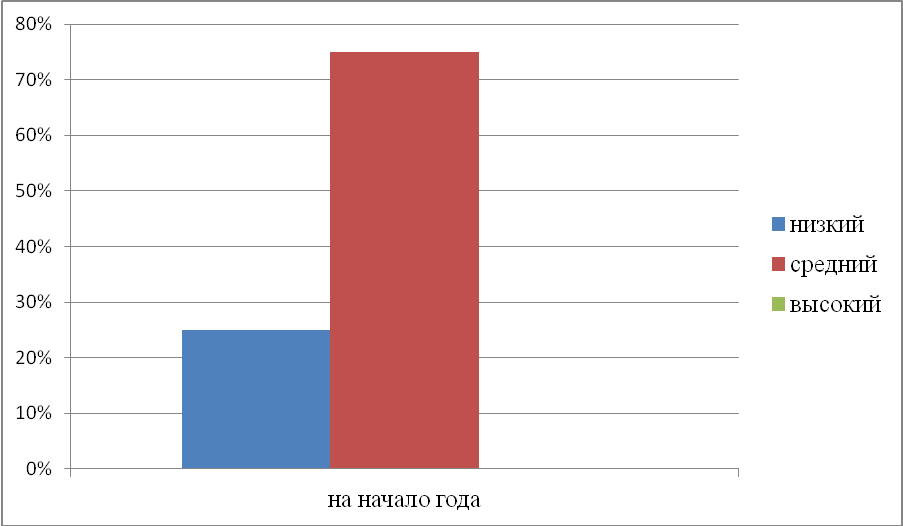 80%
70%
60%
50%
40%
30%
20%
10%
0%
на начало года
низкий
средний
высокий